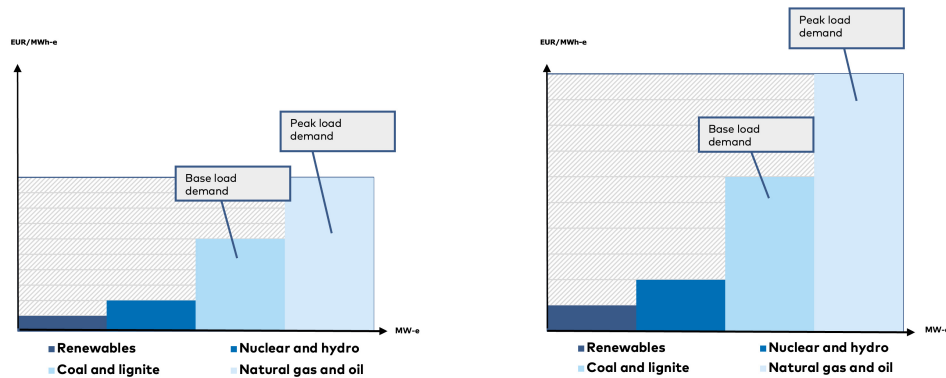 EUR/MWh-e
Peak load
demand
Base load
demand
MW-e
Renewables
Nuclear and hydro
Coal and lignite
Natural gas and oil
EUR/MWh-e
Peak load
demand
Base load
demand
MW-e
Renewables
Nuclear and hydro
Coal and lignite
Natural gas and oil